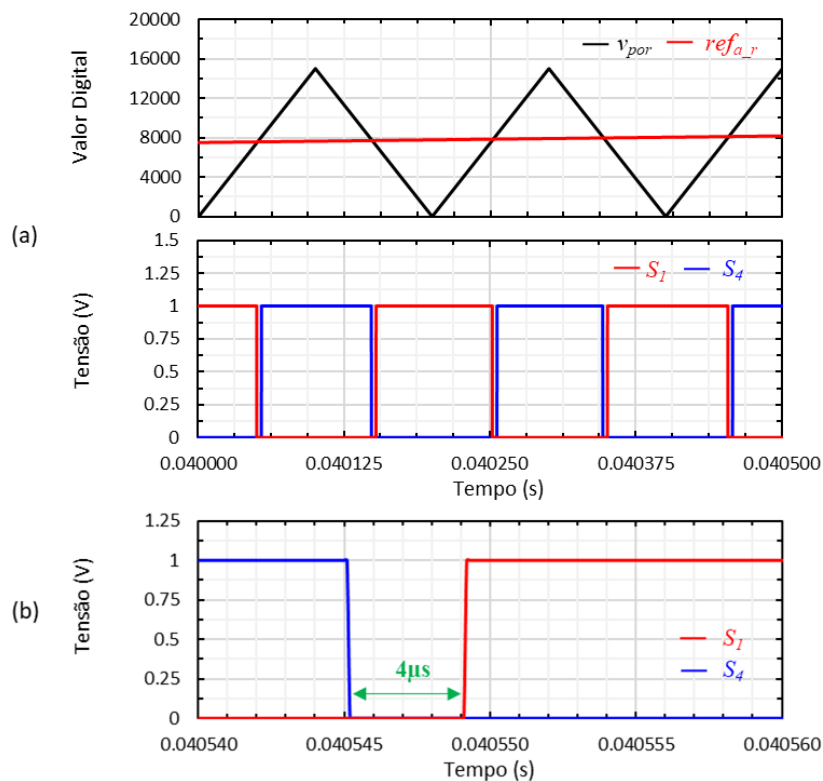 (a)
Valor Digital
20000
16000
12000
8000
4000
0
v_por ref_a_r
Tensão (V)
1.5
1.25
1
0.75
0.5
0.25
0
S_1 S_4
0.040000 0.040125 0.040250 0.040375 0.040500
Tempo (s)
(b)
Tensão (V)
1.25
1
0.75
0.5
0.25
0
4µs
S_1
S_4
0.040540 0.040545 0.040550 0.040555 0.040560
Tempo (s)